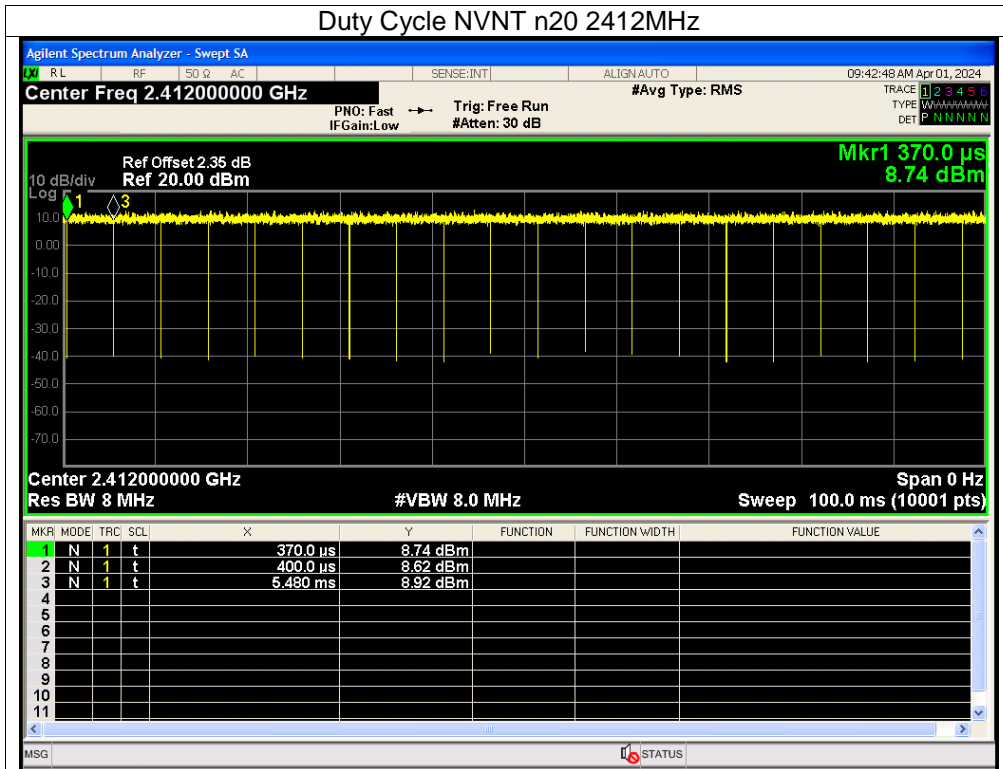 Duty Cycle NVNT n20 2412MHz
Agilent Spectrum Analyzer - Swept SA
LXI RL RF 50 Ω AC SENSE:INT ALIGN AUTO 09:42:48 AM Apr 01, 2024
Center Freq 2.412000000 GHz #Avg Type: RMS TRACE 1 2 3 4 5 6
PNO: Fast Trig: Free Run TYPE WWWWWW
IFGain:Low #Atten: 30 dB DET P N N N N N
Mkr1 370.0 µs
8.74 dBm
Ref Offset 2.35 dB
10 dB/div Ref 20.00 dBm
Log
1 3
10.0
0.00
-10.0
-20.0
-30.0
-40.0
-50.0
-60.0
-70.0
Center 2.412000000 GHz Span 0 Hz
Res BW 8 MHz #VBW 8.0 MHz Sweep 100.0 ms (10001 pts)
MKR MODE TRC SCL X Y FUNCTION FUNCTION WIDTH FUNCTION VALUE
1 N 1 t 370.0 µs 8.74 dBm
2 N 1 t 400.0 µs 8.62 dBm
3 N 1 t 5.480 ms 8.92 dBm
4
5
6
7
8
9
10
11
MSG STATUS